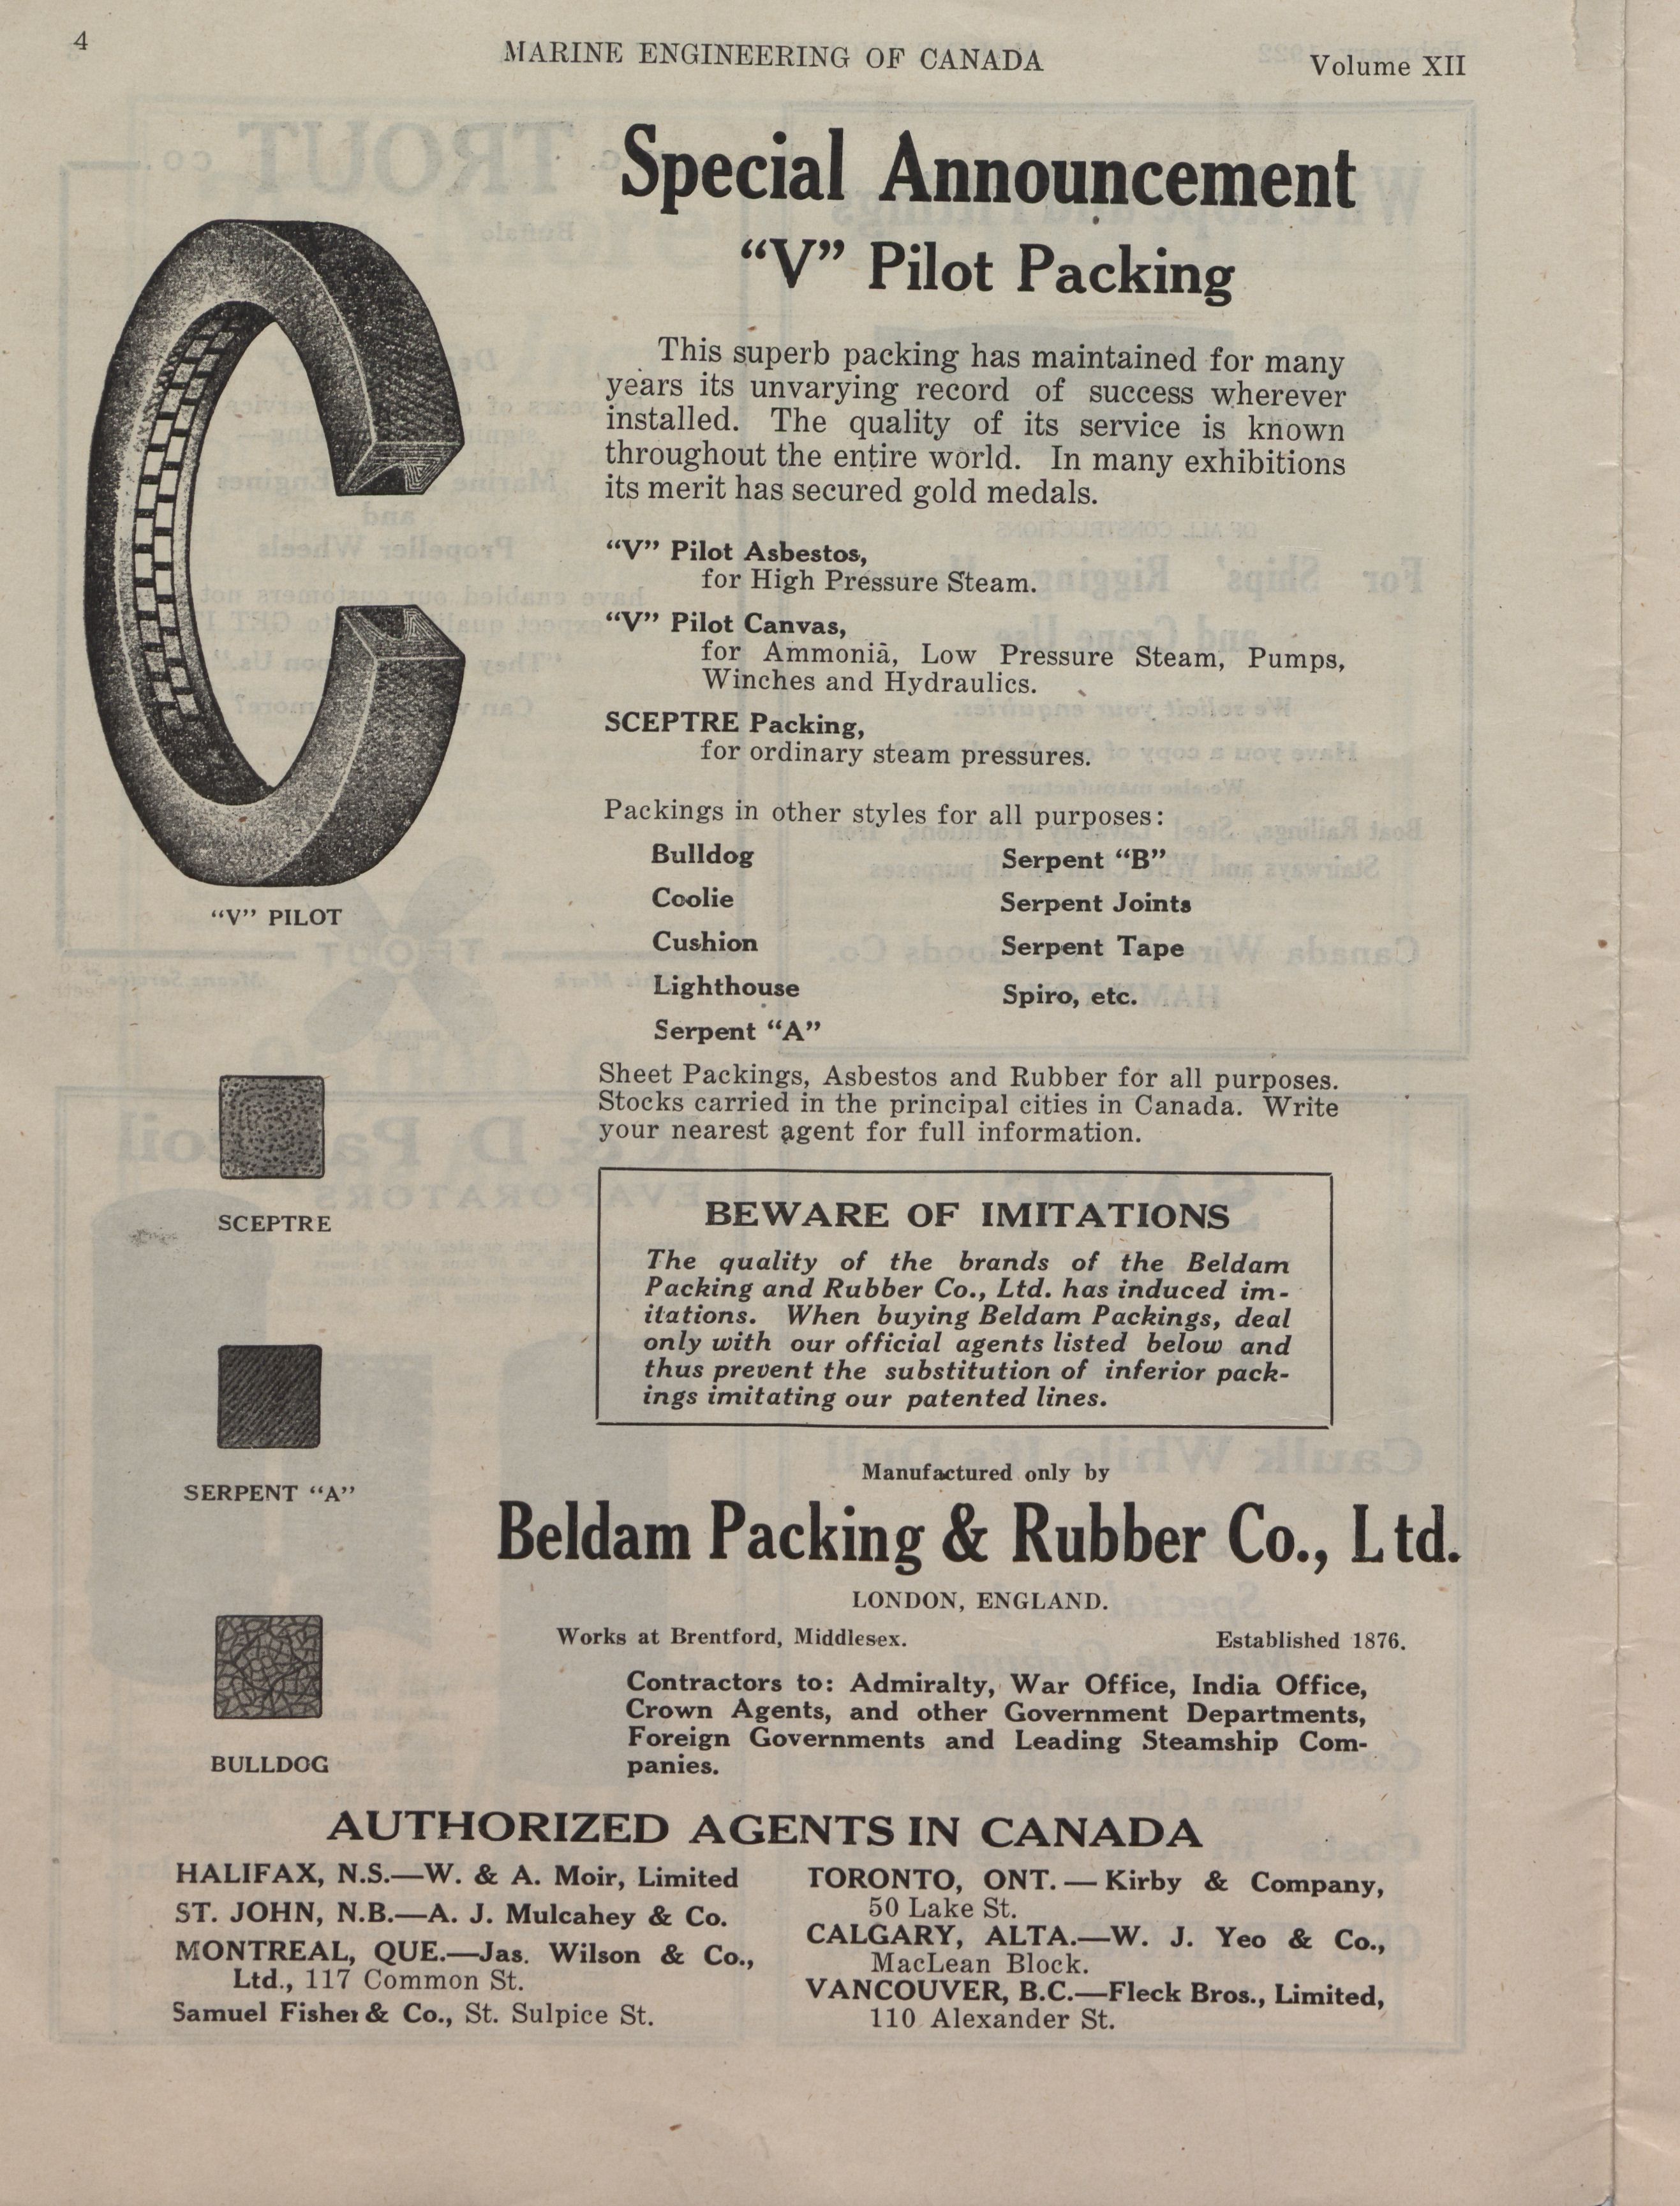 4
MARINE ENGINEERING OF CANADA
Volume XII
Special Announcement
“V” Pilot Packing
This superb packing has maintained for many
years its unvarying record of success wherever
installed. The quality of its service is known
throughout the entire world. In many exhibitions
its merit has secured gold medals.
“V” Pilot Asbestos,
for High Pressure Steam.
“V” Pilot Canvas,
for Ammonia, Low Pressure Steam, Pumps,
Winches and Hydraulics.
SCEPTRE Packing,
for ordinary steam pressures.
Packings in other styles for all purposes:
Bulldog
Coolie
Cushion
Lighthouse
Serpent “A”
Serpent “B”
Serpent Joints
Serpent Tape
Spiro, etc.
“V” PILOT
Sheet Packings, Asbestos and Rubber for all purposes.
Stocks carried in the principal cities in Canada. Write
your nearest agent for full information.
SCEPTRE
SERPENT “A”
BULLDOG
BEWARE OF IMITATIONS
The quality of the brands of the Beldam
Packing and Rubber Co., Ltd. has induced im-
itations. When buying Beldam Packings, deal
only with our official agents listed below and
thus prevent the substitution of inferior pack-
ings imitating our patented lines.
Manufactured only by
Beldam Packing & Rubber Co., Ltd.
LONDON, ENGLAND.
Works at Brentford, Middlesex.
Established 1876.
Contractors to: Admiralty, War Office, India Office,
Crown Agents, and other Government Departments,
Foreign Governments and Leading Steamship Com-
panies.
AUTHORIZED AGENTS IN CANADA
HALIFAX, N.S.—W. & A. Moir, Limited
ST. JOHN, N.B.—A. J. Mulcahey & Co.
MONTREAL, QUE.—Jas. Wilson & Co.,
Ltd., 117 Common St.
Samuel Fisher & Co., St. Sulpice St.
TORONTO, ONT. — Kirby & Company,
50 Lake St.
CALGARY, ALTA.—W. J. Yeo & Co.,
MacLean Block.
VANCOUVER, B.C.—Fleck Bros., Limited,
110 Alexander St.